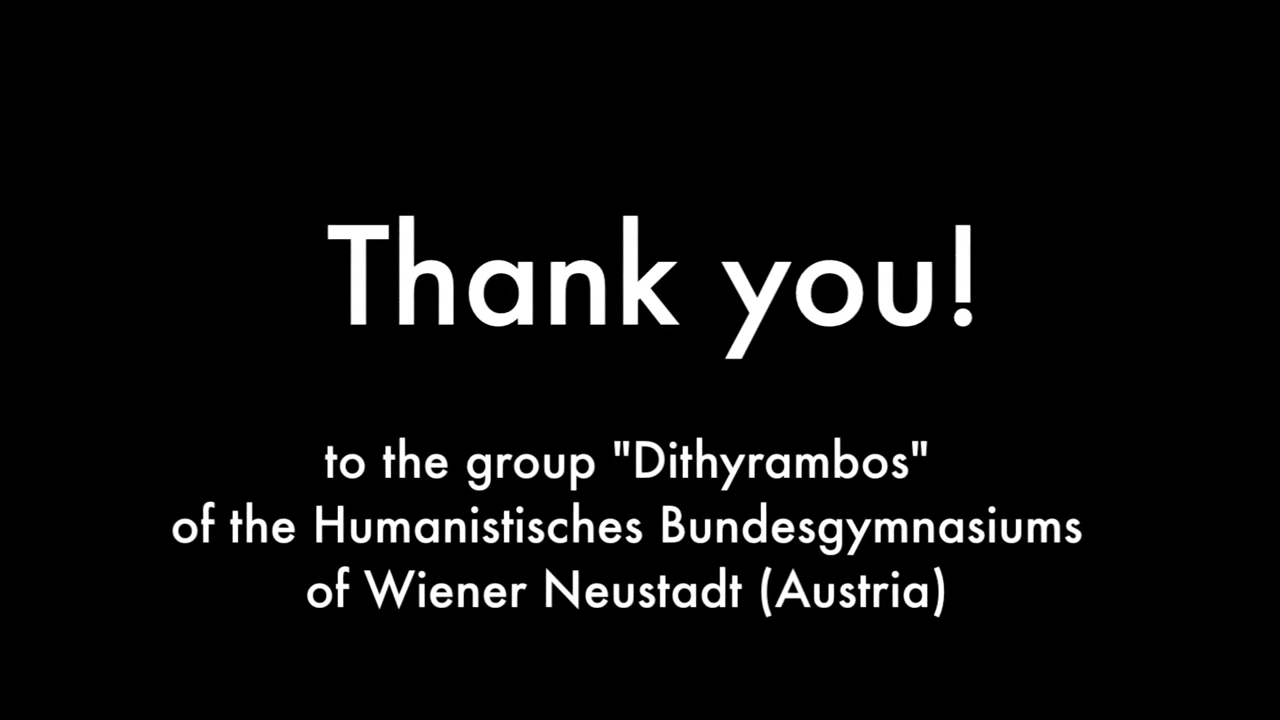 Thank you!
to the group "Dithyrambos"
of the Humanistisches Bundesgymnasiums
of Wiener Neustadt (Austria)